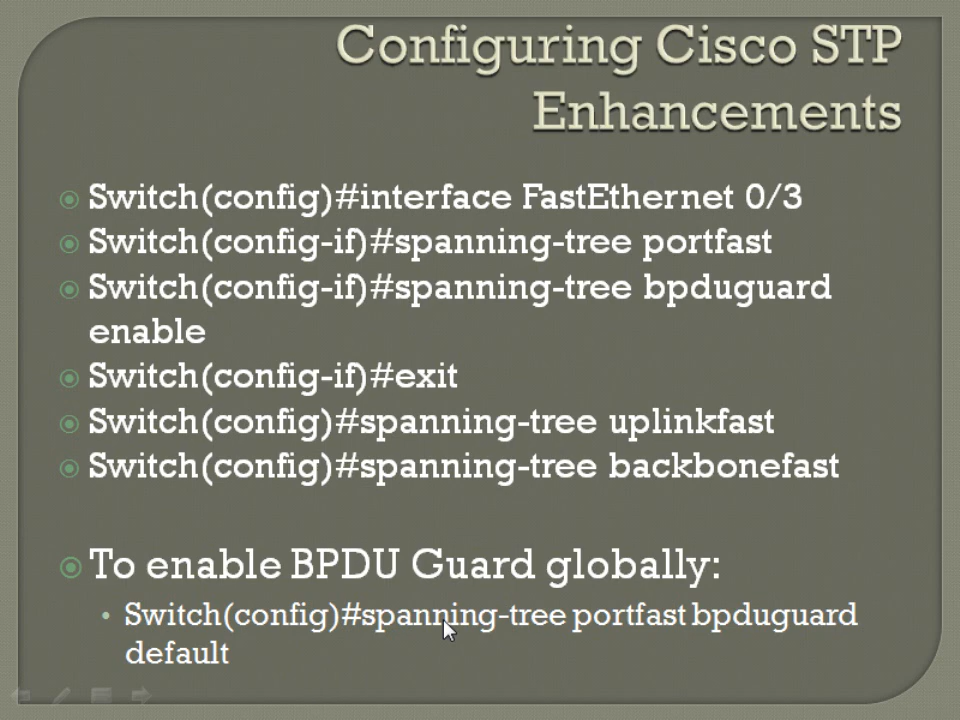 Configuring Cisco STP
Enhancements
Switch(config)#interface FastEthernet 0/3
Switch(config-if)#spanning-tree portfast
Switch(config-if)#spanning-tree bpduguard
enable
Switch(config-if)#exit
Switch(config)#spanning-tree uplinkfast
Switch(config)#spanning-tree backbonefast
To enable BPDU Guard globally:
Switch(config)#spanning-tree portfast bpduguard
default